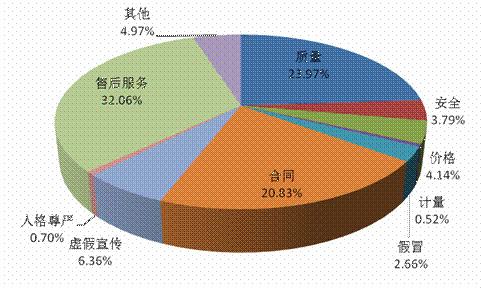 其他
4.97%
质量
23.97%
安全
3.79%
价格
4.14%
计量
0.52%
假冒
2.66%
合同
20.83%
虚假宣传
6.36%
人格尊严
0.70%
售后服务
32.06%